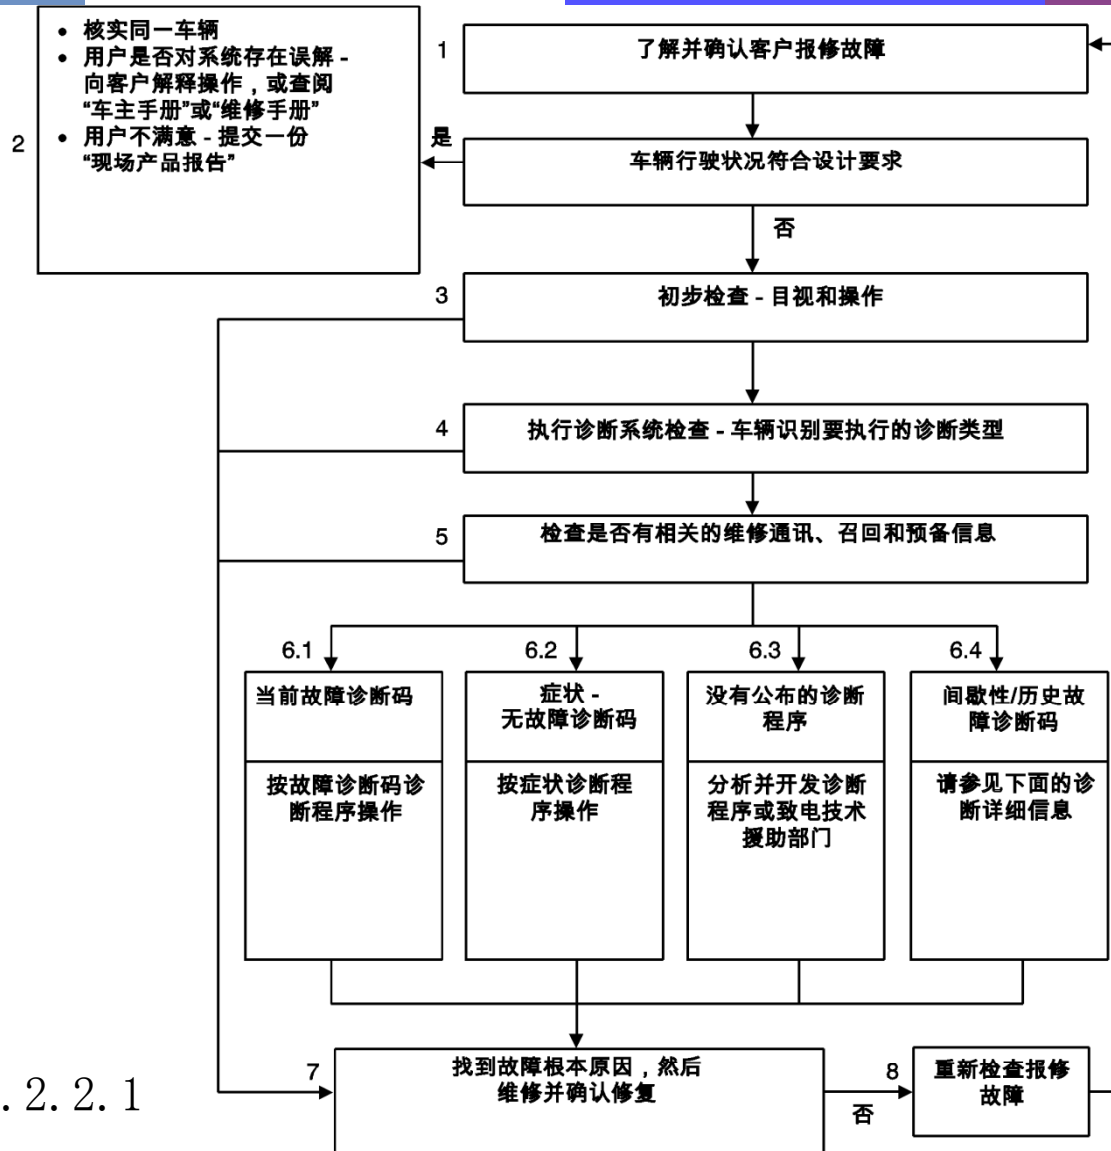 • 核实同一车辆
• 用户是否对系统存在误解 -
向客户解释操作，或查阅
“车主手册”或“维修手册”
• 用户不满意 - 提交一份
“现场产品报告”
2
1
了解并确认客户报修故障
是
车辆行驶状况符合设计要求
否
3
初步检查 - 目视和操作
4
执行诊断系统检查 - 车辆识别要执行的诊断类型
5
检查是否有相关的维修通讯、召回和预备信息
6.1
当前故障诊断码
按故障诊断码诊
断程序操作
6.2
症状 -
无故障诊断码
按症状诊断程
序操作
6.3
没有公布的诊断
程序
分析并开发诊断
程序或致电技术
援助部门
6.4
间歇性/历史故
障诊断码
请参见下面的诊
断详细信息
7
找到故障根本原因，然后
维修并确认修复
否
8
重新检查报修
故障
.2.2.1